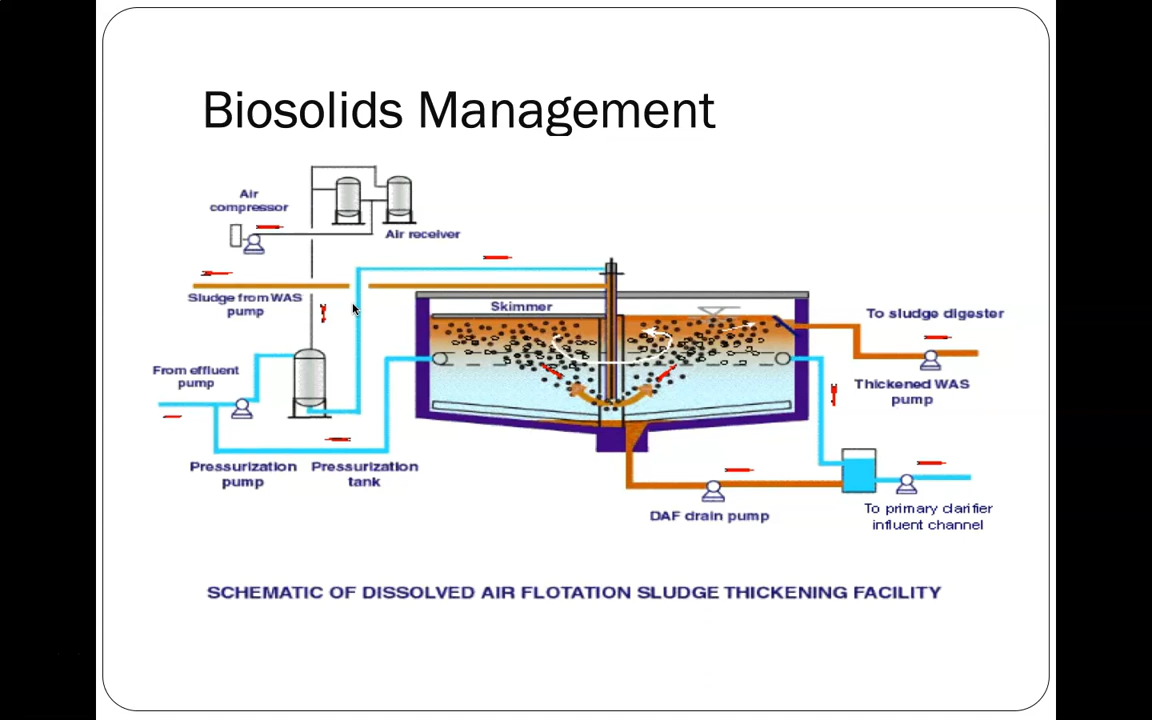 Biosolids Management
Air
compressor
Air receiver
Sludge from WAS
pump
Skimmer
To sludge digester
From effluent
pump
Thickened WAS
pump
Pressurization
pump
Pressurization
tank
DAF drain pump
To primary clarifier
influent channel
SCHEMATIC OF DISSOLVED AIR FLOTATION SLUDGE THICKENING FACILITY